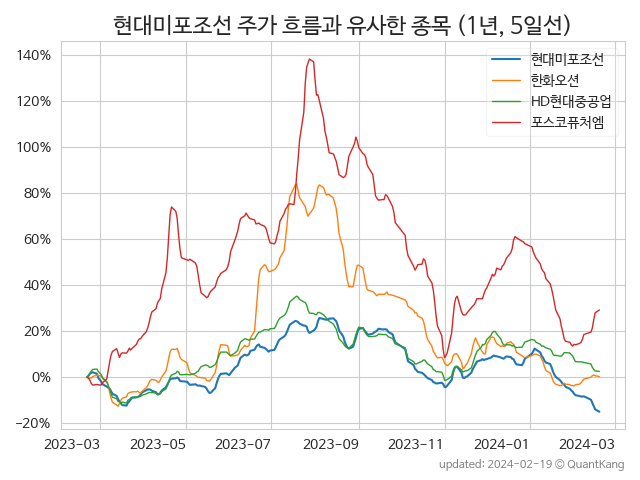 현대미포조선 주가 흐름과 유사한 종목 (1년, 5일선)
현대미포조선
한화오션
HD현대중공업
포스코퓨처엠
140%
120%
100%
80%
60%
40%
20%
0%
−20%
2023-03 2023-05 2023-07 2023-09 2023-11 2024-01 2024-03
updated: 2024-02-19 © QuantKang